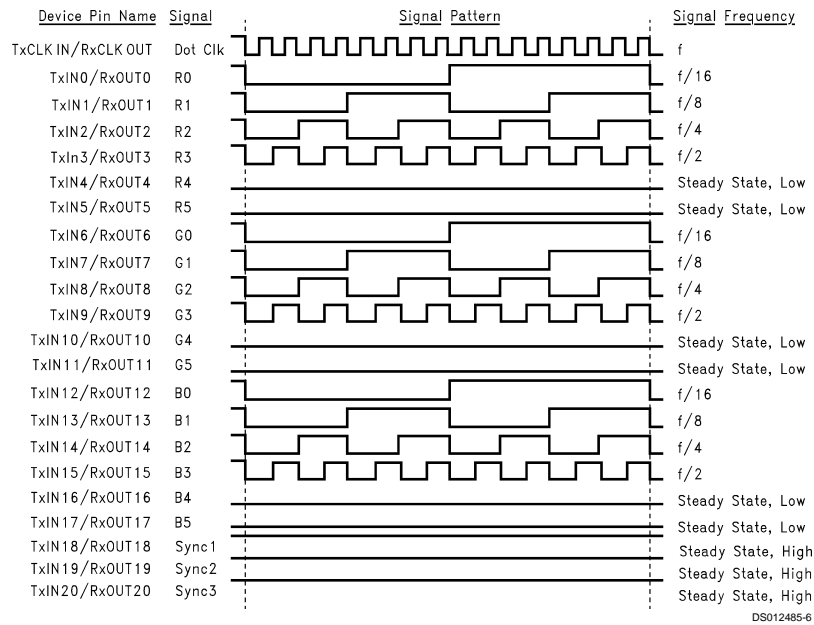 Device Pin Name Signal Signal Pattern Signal Frequency
TxCLK IN/RxCLK OUT Dot Clk f
TxIN0/RxOUT0 R0 f/16
TxIN1/RxOUT1 R1 f/8
TxIN2/RxOUT2 R2 f/4
TxIn3/RxOUT3 R3 f/2
TxIN4/RxOUT4 R4 Steady State, Low
TxIN5/RxOUT5 R5 Steady State, Low
TxIN6/RxOUT6 G0 f/16
TxIN7/RxOUT7 G1 f/8
TxIN8/RxOUT8 G2 f/4
TxIN9/RxOUT9 G3 f/2
TxIN10/RxOUT10 G4 Steady State, Low
TxIN11/RxOUT11 G5 Steady State, Low
TxIN12/RxOUT12 B0 f/16
TxIN13/RxOUT13 B1 f/8
TxIN14/RxOUT14 B2 f/4
TxIN15/RxOUT15 B3 f/2
TxIN16/RxOUT16 B4 Steady State, Low
TxIN17/RxOUT17 B5 Steady State, Low
TxIN18/RxOUT18 Sync1 Steady State, High
TxIN19/RxOUT19 Sync2 Steady State, High
TxIN20/RxOUT20 Sync3 Steady State, High
DS012485-6